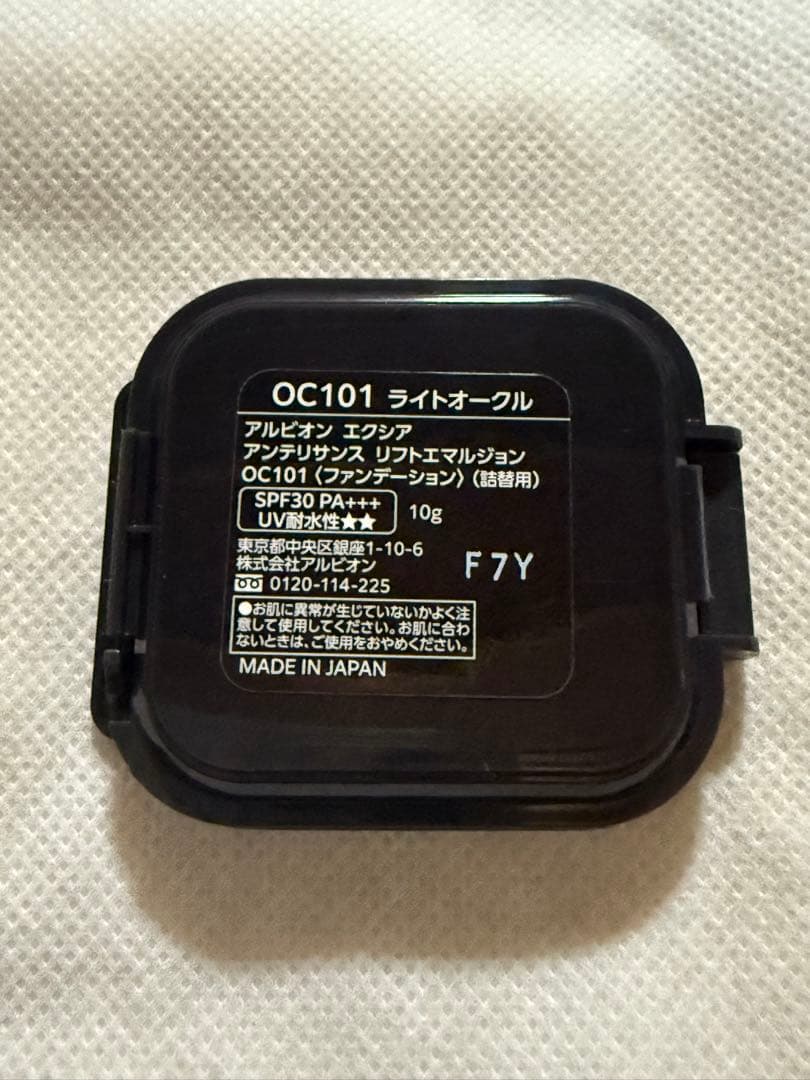 OC101 ライトオークル
アルビオン エクシア
アンテリサンス リフトエマルジョン
OC101〈ファンデーション〉(詰替用)
SPF30 PA+++
UV耐水性★★
10g
東京都中央区銀座1-10-6
株式会社アルビオン
0120-114-225
F7Y
●お肌に異常が生じていないかよく注
意して使用してください。お肌に合わ
ないときは、ご使用をおやめください。
MADE IN JAPAN